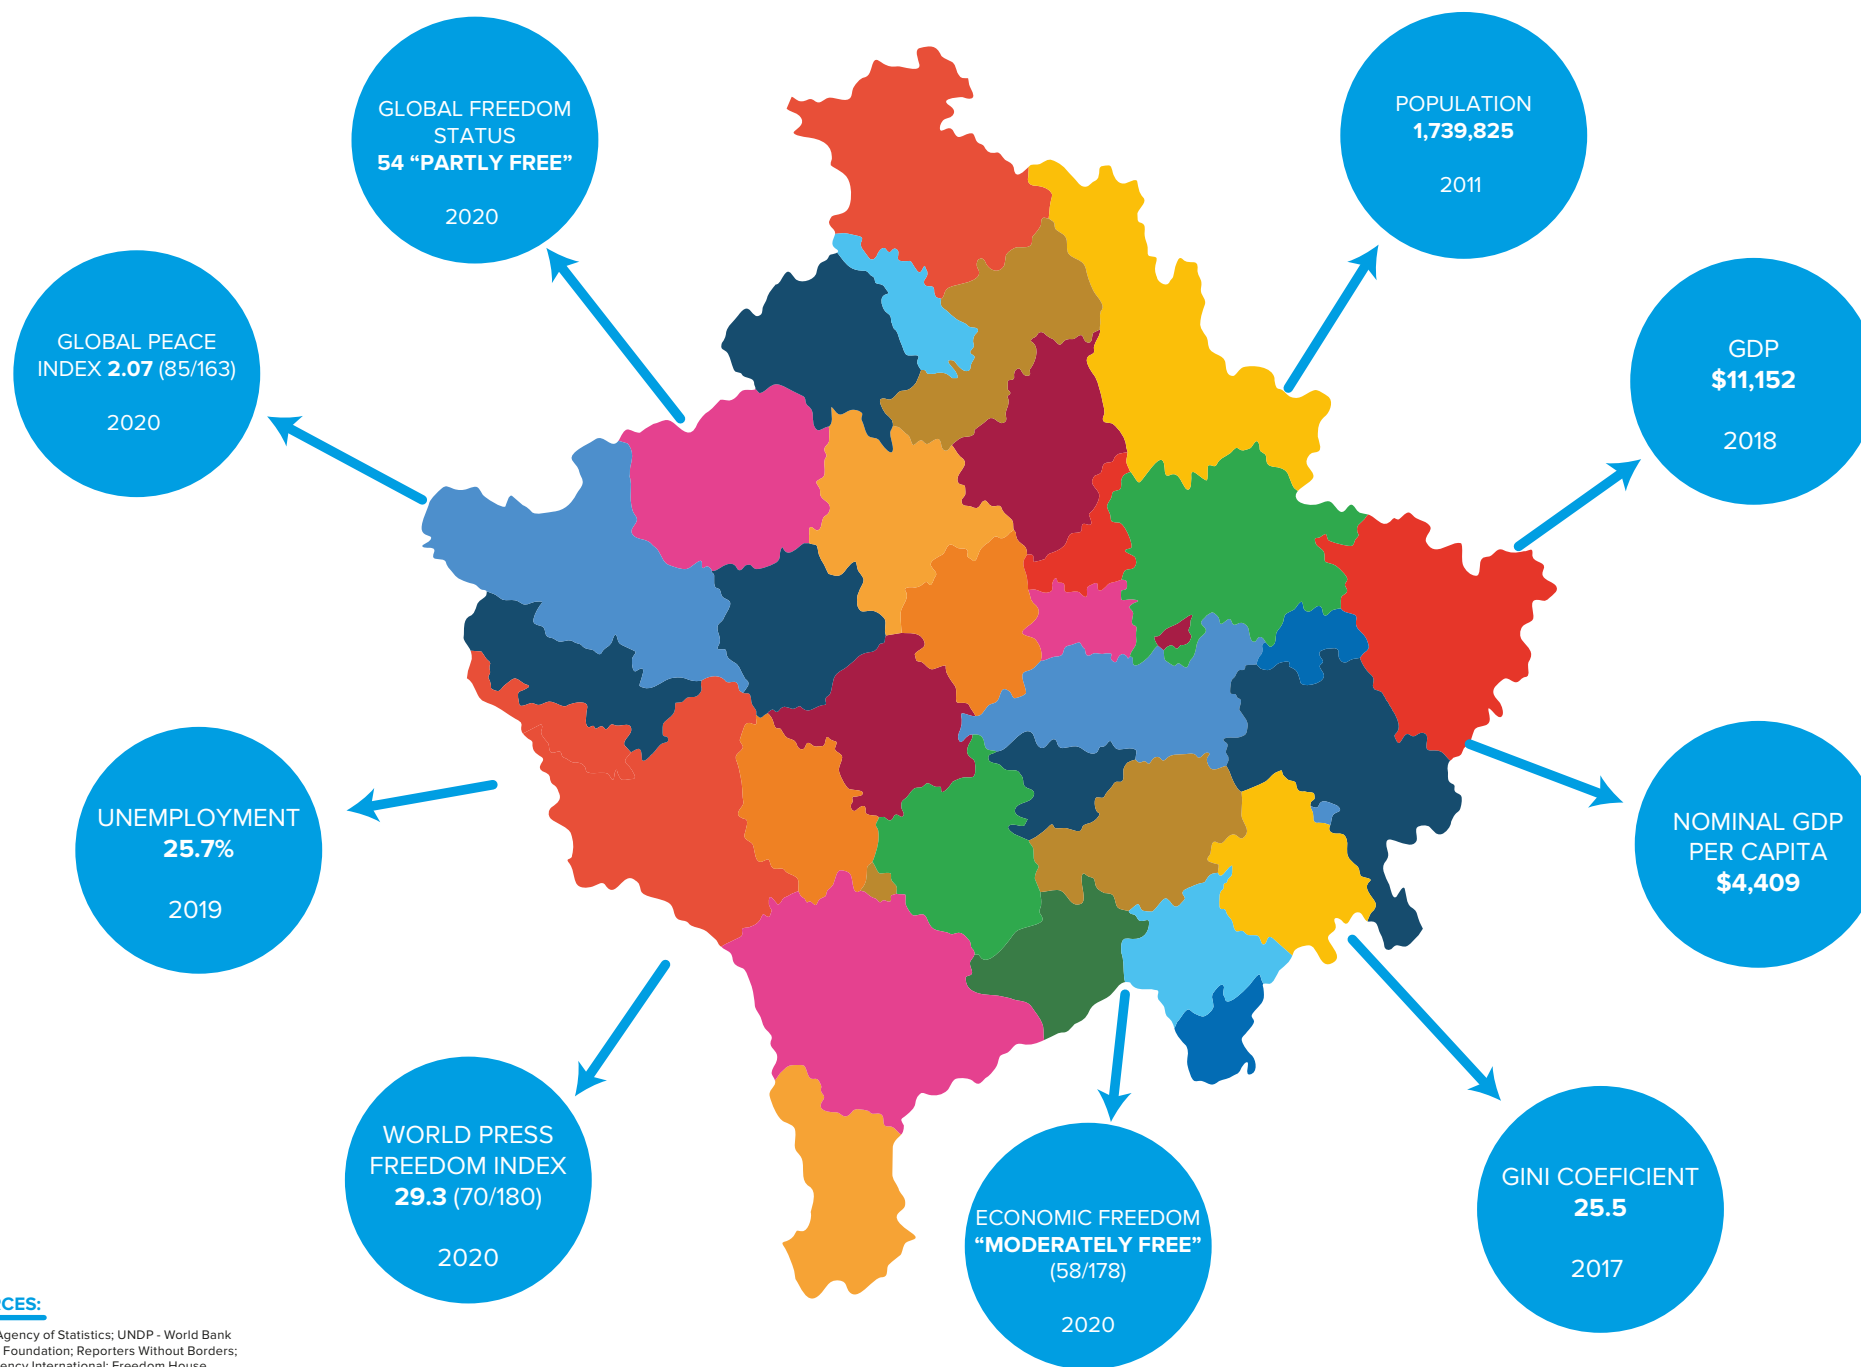 GLOBAL FREEDOM
STATUS
54 “PARTLY FREE”
2020
POPULATION
1,739,825
2011
GLOBAL PEACE
INDEX 2.07 (85/163)
2020
GDP
$11,152
2018
UNEMPLOYMENT
25.7%
2019
NOMINAL GDP
PER CAPITA
$4,409
WORLD PRESS
FREEDOM INDEX
29.3 (70/180)
2020
ECONOMIC FREEDOM
“MODERATELY FREE”
(58/178)
2020
GINI COEFICIENT
25.5
2017
Agency of Statistics; UNDP - World Bank
Foundation; Reporters Without Borders;
International; Freedom House